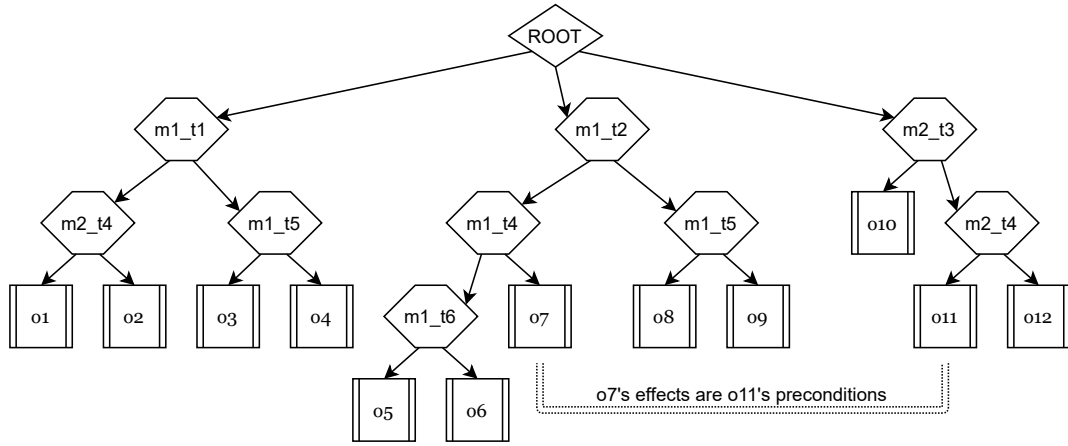 ROOT
m1_t1
m1_t2
m2_t3
m2_t4
m1_t5
m1_t4
m1_t5
o10
m2_t4
o1
o2
o3
o4
m1_t6
o7
o8
o9
o11
o12
o5
o6
o7's effects are o11's preconditions